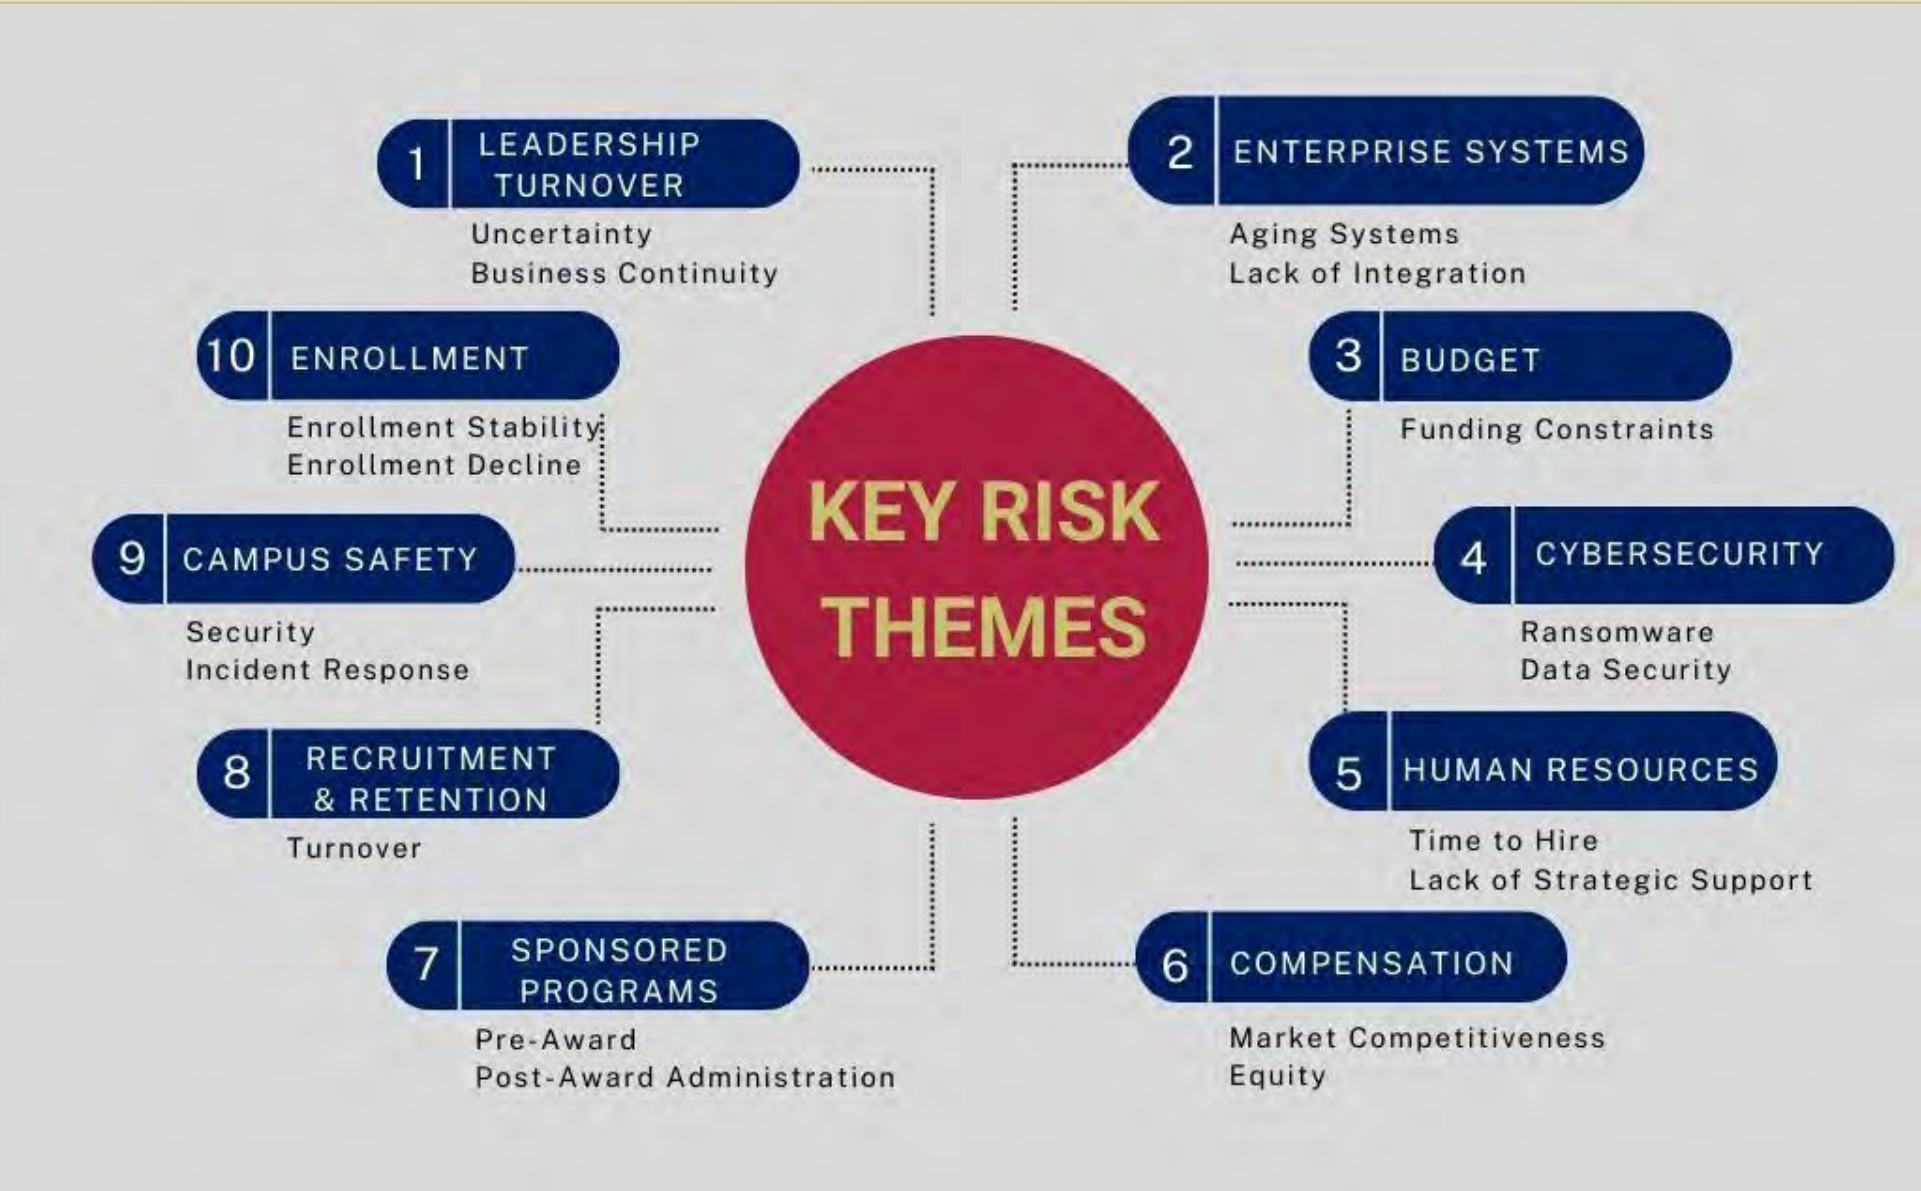 KEY RISK
THEMES
1
LEADERSHIP
TURNOVER
Uncertainty
Business Continuity
2
ENTERPRISE SYSTEMS
Aging Systems
Lack of Integration
3
BUDGET
Funding Constraints
4
CYBERSECURITY
Ransomware
Data Security
5
HUMAN RESOURCES
Time to Hire
Lack of Strategic Support
6
COMPENSATION
Market Competitiveness
Equity
7
SPONSORED
PROGRAMS
Pre-Award
Post-Award Administration
8
RECRUITMENT
& RETENTION
Turnover
9
CAMPUS SAFETY
Security
Incident Response
10
ENROLLMENT
Enrollment Stability
Enrollment Decline